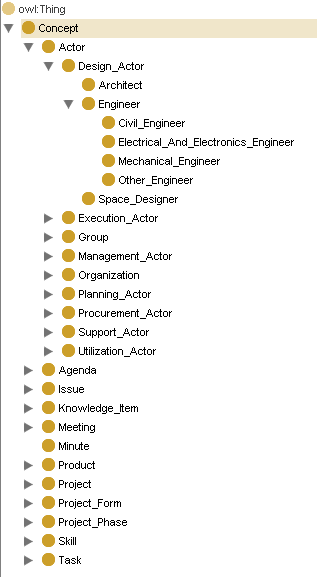 owl:Thing
Concept
Actor
Design_Actor
Architect
Engineer
Civil_Engineer
Electrical_And_Electronics_Engineer
Mechanical_Engineer
Other_Engineer
Space_Designer
Execution_Actor
Group
Management_Actor
Organization
Planning_Actor
Procurement_Actor
Support_Actor
Utilization_Actor
Agenda
Issue
Knowledge_Item
Meeting
Minute
Product
Project
Project_Form
Project_Phase
Skill
Task